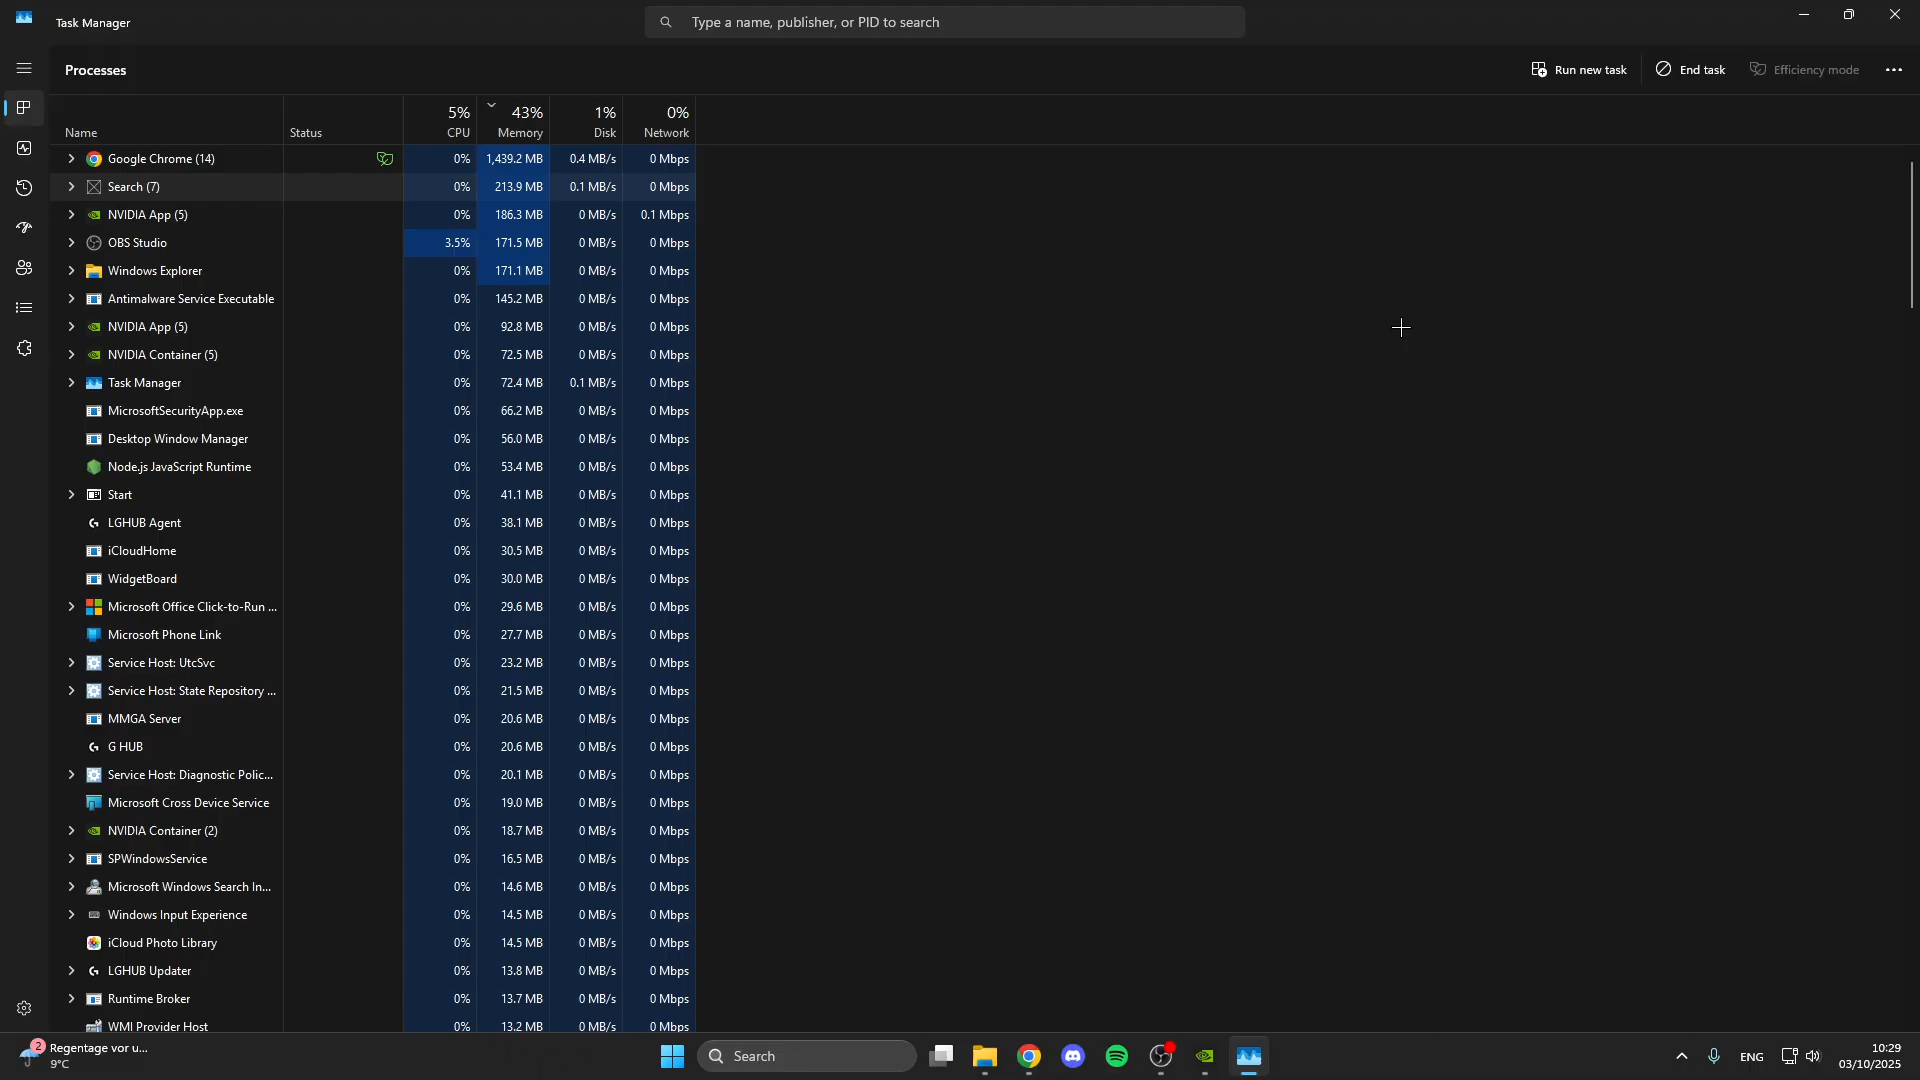 Task Manager
Type a name, publisher, or PID to search
Processes
Run new task
End task
Efficiency mode
5% 43% 1% 0%
Name Status CPU Memory Disk Network
Google Chrome (14) 0% 1,439.2 MB 0.4 MB/s 0 Mbps
Search (7) 0% 213.9 MB 0.1 MB/s 0 Mbps
NVIDIA App (5) 0% 186.3 MB 0 MB/s 0.1 Mbps
OBS Studio 3.5% 171.5 MB 0 MB/s 0 Mbps
Windows Explorer 0% 171.1 MB 0 MB/s 0 Mbps
Antimalware Service Executable 0% 145.2 MB 0 MB/s 0 Mbps
NVIDIA App (5) 0% 92.8 MB 0 MB/s 0 Mbps
NVIDIA Container (5) 0% 72.5 MB 0 MB/s 0 Mbps
Task Manager 0% 72.4 MB 0.1 MB/s 0 Mbps
MicrosoftSecurityApp.exe 0% 66.2 MB 0 MB/s 0 Mbps
Desktop Window Manager 0% 56.0 MB 0 MB/s 0 Mbps
Node.js JavaScript Runtime 0% 53.4 MB 0 MB/s 0 Mbps
Start 0% 41.1 MB 0 MB/s 0 Mbps
LGHUB Agent 0% 38.1 MB 0 MB/s 0 Mbps
iCloudHome 0% 30.5 MB 0 MB/s 0 Mbps
WidgetBoard 0% 30.0 MB 0 MB/s 0 Mbps
Microsoft Office Click-to-Run ... 0% 29.6 MB 0 MB/s 0 Mbps
Microsoft Phone Link 0% 27.7 MB 0 MB/s 0 Mbps
Service Host: UtcSvc 0% 23.2 MB 0 MB/s 0 Mbps
Service Host: State Repository ... 0% 21.5 MB 0 MB/s 0 Mbps
MMGA Server 0% 20.6 MB 0 MB/s 0 Mbps
G HUB 0% 20.6 MB 0 MB/s 0 Mbps
Service Host: Diagnostic Polic... 0% 20.1 MB 0 MB/s 0 Mbps
Microsoft Cross Device Service 0% 19.0 MB 0 MB/s 0 Mbps
NVIDIA Container (2) 0% 18.7 MB 0 MB/s 0 Mbps
SPWindowsService 0% 16.5 MB 0 MB/s 0 Mbps
Microsoft Windows Search In... 0% 14.6 MB 0 MB/s 0 Mbps
Windows Input Experience 0% 14.5 MB 0 MB/s 0 Mbps
iCloud Photo Library 0% 14.5 MB 0 MB/s 0 Mbps
LGHUB Updater 0% 13.8 MB 0 MB/s 0 Mbps
Runtime Broker 0% 13.7 MB 0 MB/s 0 Mbps
WMI Provider Host 0% 13.2 MB 0 MB/s 0 Mbps
2
Regentage vor u...
9°C
Search
ENG
10:29
03/10/2025